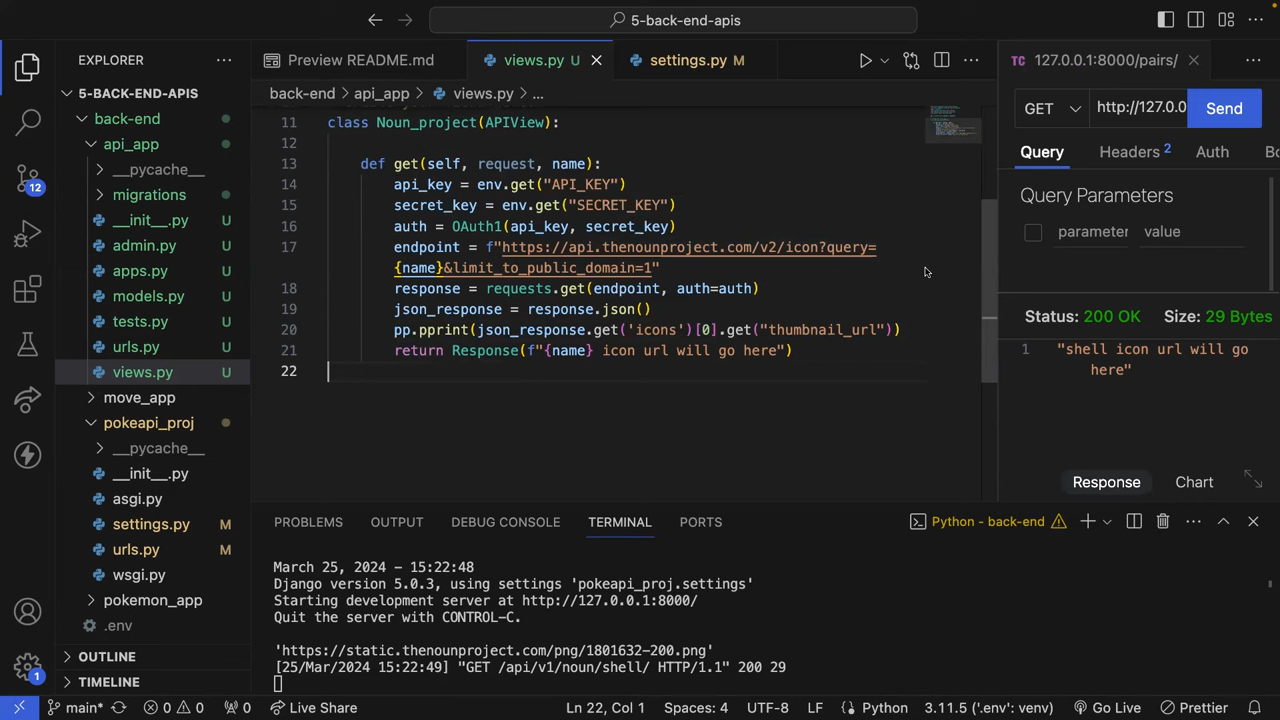 5-back-end-apis
EXPLORER
Preview README.md
views.py U
settings.py M
127.0.0.1:8000/pairs/
5-BACK-END-APIS
back-end
api_app
__pycache__
migrations
__init__.py U
admin.py U
apps.py U
models.py U
tests.py U
urls.py U
views.py U
move_app
pokeapi_proj
__pycache__
__init__.py
asgi.py
settings.py M
urls.py M
wsgi.py
pokemon_app
.env
OUTLINE
TIMELINE
12
1
back-end > api_app > views.py > ...
11 class Noun_project(APIView):
12
13 def get(self, request, name):
14 api_key = env.get("API_KEY")
15 secret_key = env.get("SECRET_KEY")
16 auth = OAuth1(api_key, secret_key)
17 endpoint = f"https://api.thenounproject.com/v2/icon?query=
{name}&limit_to_public_domain=1"
18 response = requests.get(endpoint, auth=auth)
19 json_response = response.json()
20 pp.pprint(json_response.get('icons')[0].get("thumbnail_url"))
21 return Response(f"{name} icon url will go here")
22
TC
GET
http://127.0.0
Send
Query
Headers 2
Auth
Bo
Query Parameters
parameter
value
Status: 200 OK Size: 29 Bytes
1 "shell icon url will go
here"
Response
Chart
PROBLEMS
OUTPUT
DEBUG CONSOLE
TERMINAL
PORTS
Python - back-end
March 25, 2024 - 15:22:48
Django version 5.0.3, using settings 'pokeapi_proj.settings'
Starting development server at http://127.0.0.1:8000/
Quit the server with CONTROL-C.
'https://static.thenounproject.com/png/1801632-200.png'
[25/Mar/2024 15:22:49] "GET /api/v1/noun/shell/ HTTP/1.1" 200 29
main*
0
0
0
Live Share
Ln 22, Col 1
Spaces: 4
UTF-8
LF
Python
3.11.5 ('.env': venv)
Go Live
Prettier